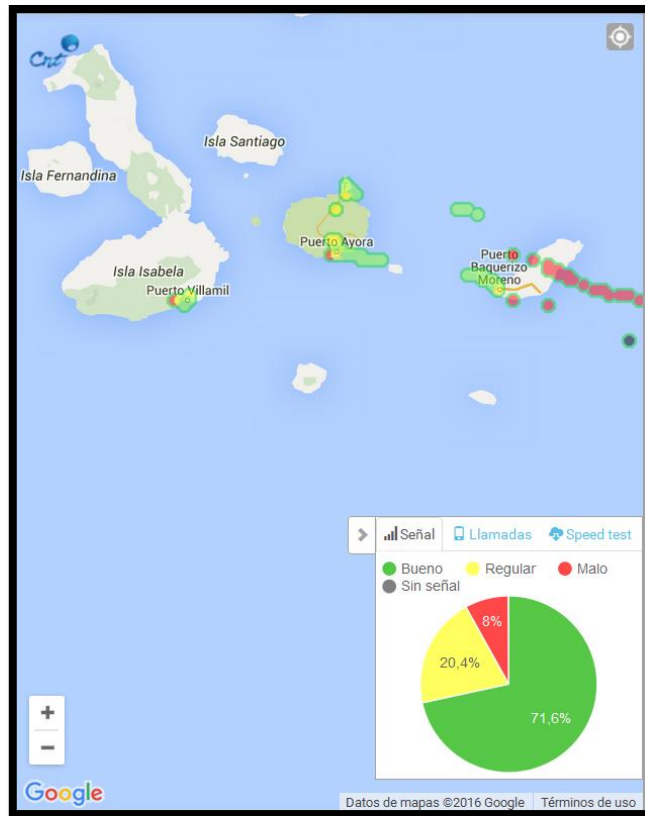 Cnt
Isla Santiago
Isla Fernandina
Puerto Ayora
Puerto
Baquerizo
Moreno
Isla Isabela
Puerto Villamil
Señal
Llamadas
Speed test
Bueno
Regular
Malo
Sin señal
8%
20,4%
71,6%
+
−
Google
Datos de mapas ©2016 Google
Términos de uso